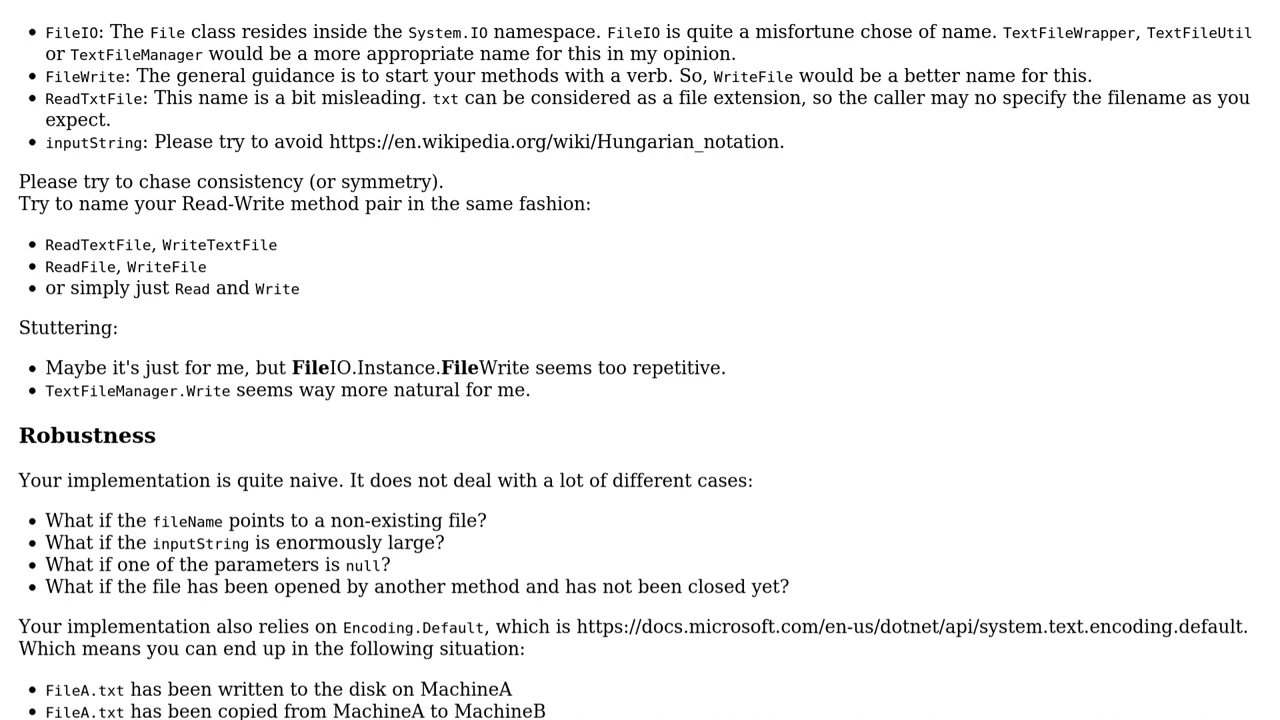 • FileIO: The File class resides inside the System.IO namespace. FileIO is quite a misfortune chose of name. TextFileWrapper, TextFileUtil
or TextFileManager would be a more appropriate name for this in my opinion.
• FileWrite: The general guidance is to start your methods with a verb. So, WriteFile would be a better name for this.
• ReadTxtFile: This name is a bit misleading. txt can be considered as a file extension, so the caller may no specify the filename as you
expect.
• inputString: Please try to avoid https://en.wikipedia.org/wiki/Hungarian_notation.
Please try to chase consistency (or symmetry).
Try to name your Read-Write method pair in the same fashion:
• ReadTextFile, WriteTextFile
• ReadFile, WriteFile
• or simply just Read and Write
Stuttering:
• Maybe it's just for me, but FileIO.Instance.FileWrite seems too repetitive.
• TextFileManager.Write seems way more natural for me.
Robustness
Your implementation is quite naive. It does not deal with a lot of different cases:
• What if the fileName points to a non-existing file?
• What if the inputString is enormously large?
• What if one of the parameters is null?
• What if the file has been opened by another method and has not been closed yet?
Your implementation also relies on Encoding.Default, which is https://docs.microsoft.com/en-us/dotnet/api/system.text.encoding.default.
Which means you can end up in the following situation:
• FileA.txt has been written to the disk on MachineA
• FileA.txt has been copied from MachineA to MachineB